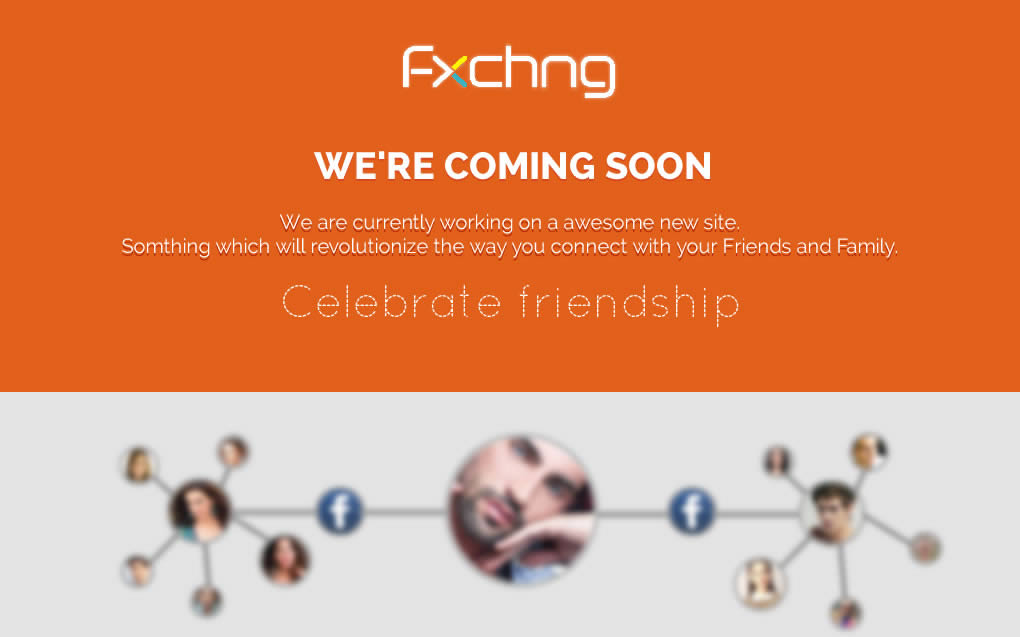 Fxchng
WE'RE COMING SOON
We are currently working on a awesome new site.
Somthing which will revolutionize the way you connect with your Friends and Family.
Celebrate friendship
f f